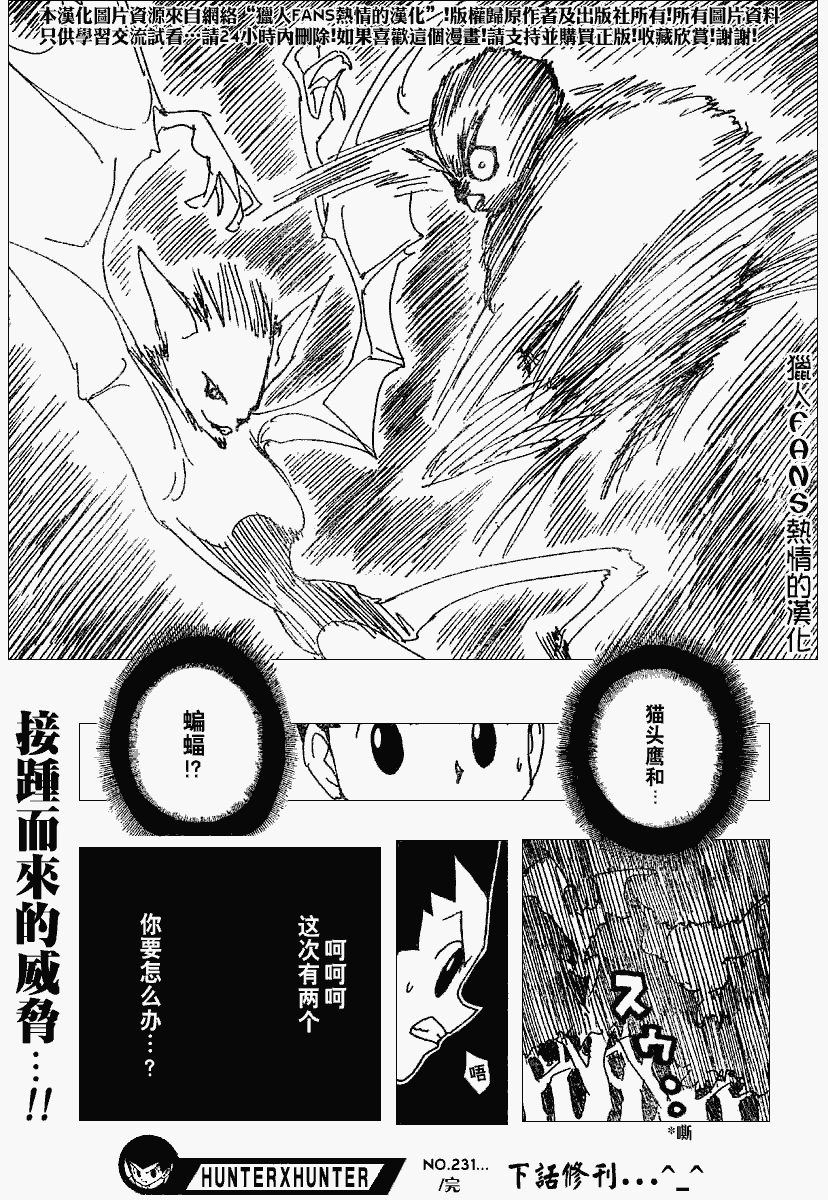 本漢化圖片資源來自網絡“獵人FANS熱情的漢化”!版權歸原作者及出版社所有!所有圖片資料
只供學習交流試看…請24小時內刪除!如果喜歡這個漫畫!請支持並購買正版!收藏欣賞!謝謝!
獵人FANS熱情的漢化
猫头
鹰和…
蝙蝠
!?
スウ。。
*嘶
唔
呵呵呵
这次有两个
你要怎么办…?
接踵而來的威脅…!!
HUNTERXHUNTER
NO.231...
/完
下話修刊...^_^